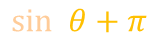 sin θ + π